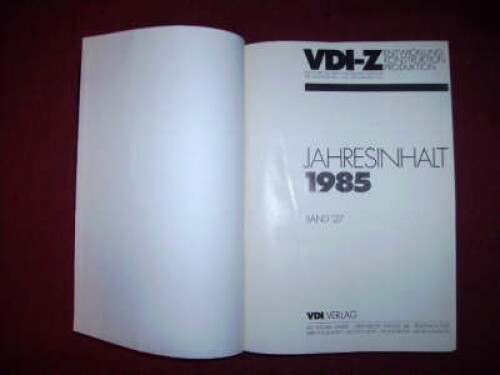 VDI-Z ENTWICKLUNG
KONSTRUKTION
PRODUKTION
JAHRESINHALT
1985
BAND 127
VDI VERLAG